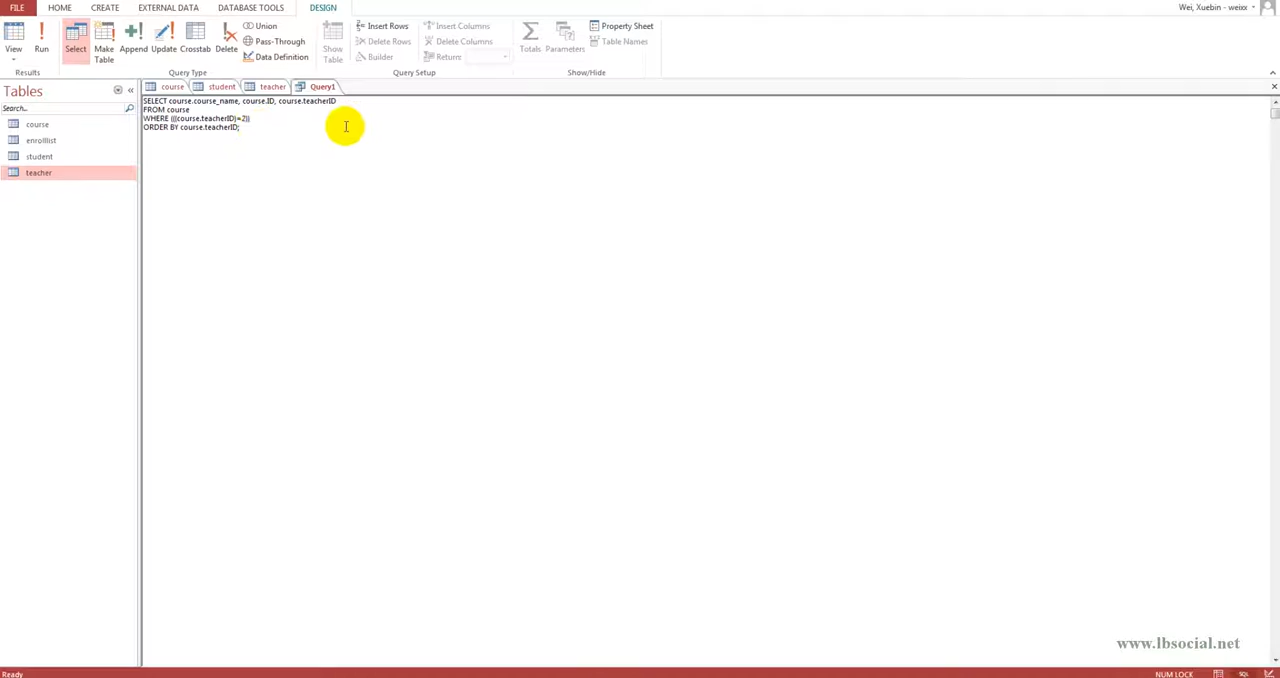 FILE HOME CREATE EXTERNAL DATA DATABASE TOOLS DESIGN Wei, Xuebin - weixx
View
Run
Select
Make Table
Append
Update
Crosstab
Delete
Union
Pass-Through
Data Definition
Show Table
Insert Rows
Delete Rows
Builder
Insert Columns
Delete Columns
Return:
Totals
Parameters
Property Sheet
Table Names
Results Query Type Query Setup Show/Hide
Tables
Search...
course
enrolllist
student
teacher
course student teacher Query1
SELECT course.course_name, course.ID, course.teacherID
FROM course
WHERE (((course.teacherID)=2))
ORDER BY course.teacherID;
www.lbsocial.net
Ready NUM LOCK SQL